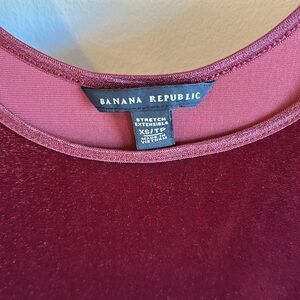 BANANA REPUBLIC
STRETCH
EXTENSIBLE
XS/TP
MADE IN
VIETNAM